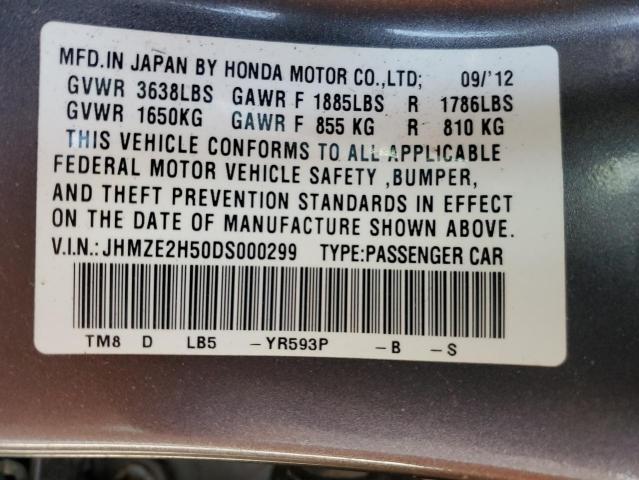 MFD.IN JAPAN BY HONDA MOTOR CO.,LTD; 09/'12
GVWR 3638LBS GAWR F 1885LBS R 1786LBS
GVWR 1650KG GAWR F 855 KG R 810 KG
THIS VEHICLE CONFORMS TO ALL APPLICABLE
FEDERAL MOTOR VEHICLE SAFETY ,BUMPER,
AND THEFT PREVENTION STANDARDS IN EFFECT
ON THE DATE OF MANUFACTURE SHOWN ABOVE.
V.I.N.:JHMZE2H50DS000299 TYPE:PASSENGER CAR
TM8 D LB5 -YR593P -B -S